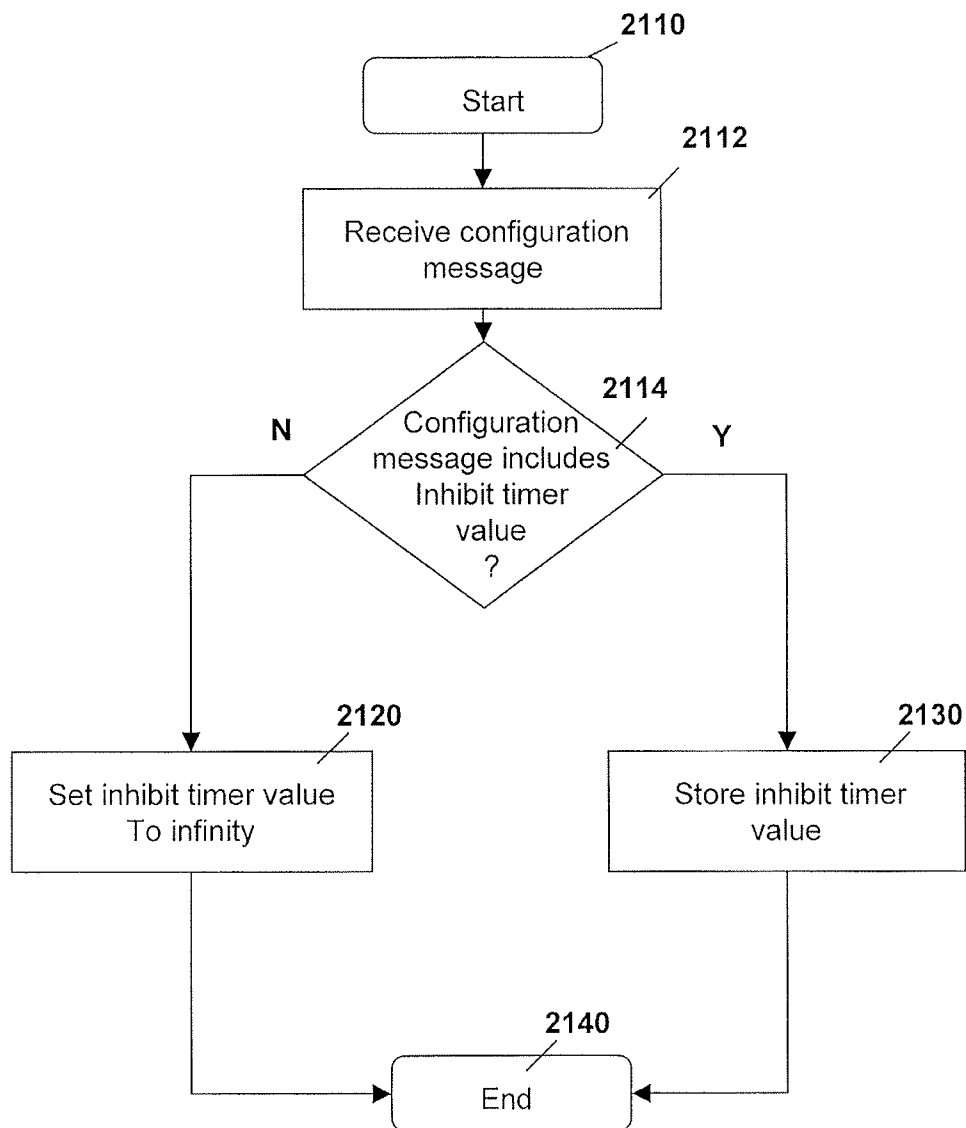 2110
Start
2112
Receive configuration
message
2114
N
Y
Configuration
message includes
Inhibit timer
value
?
2120
2130
Set inhibit timer value
To infinity
Store inhibit timer
value
2140
End